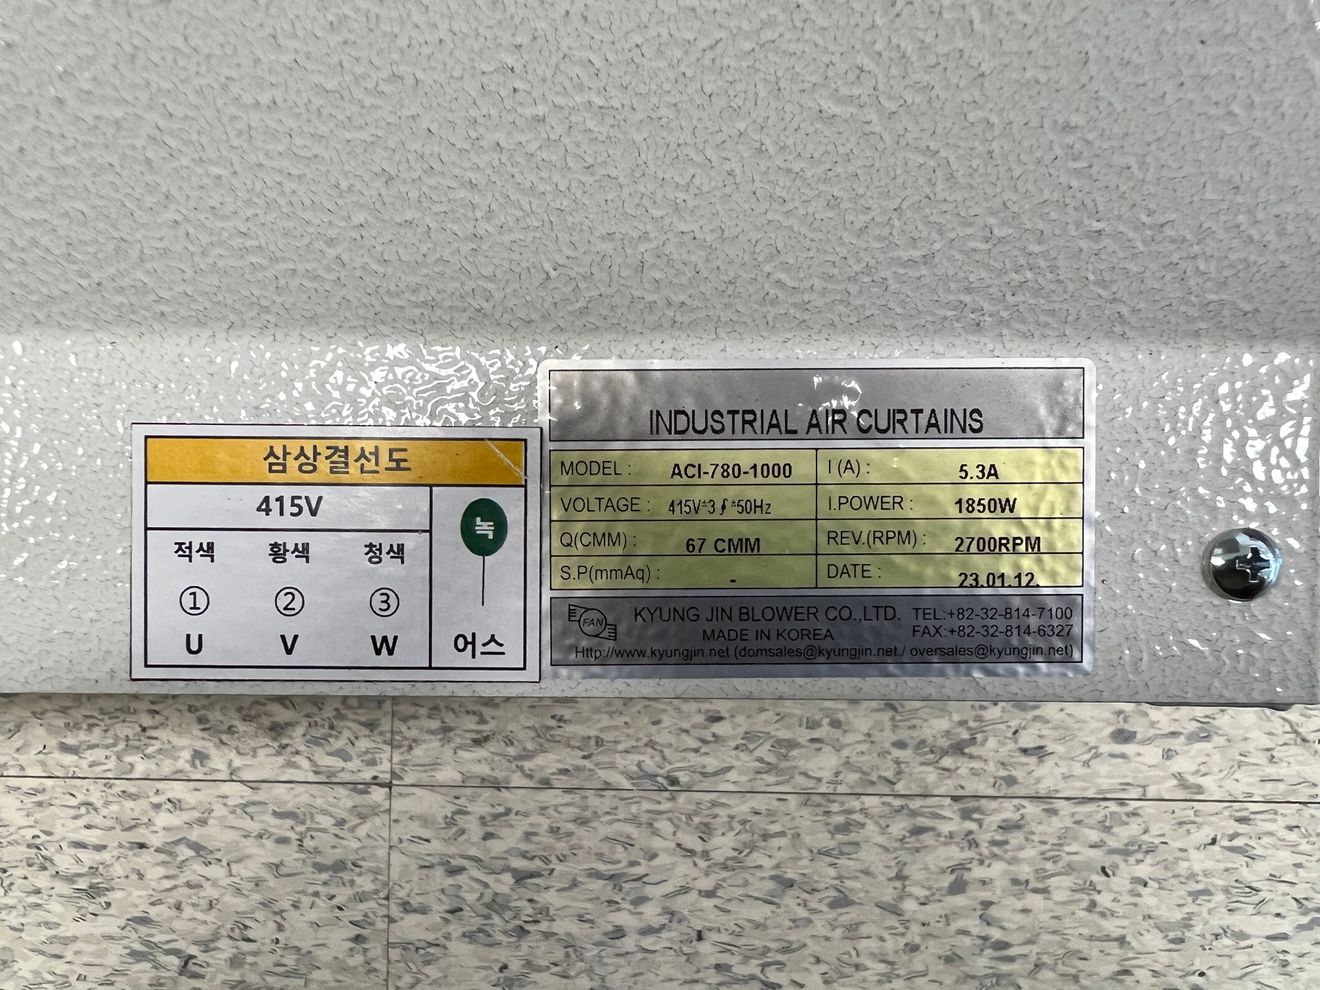 삼상결선도
415V
적색 황색 청색
① ② ③
U V W
녹
어스
INDUSTRIAL AIR CURTAINS
MODEL : ACI-780-1000
I (A) : 5.3A
VOLTAGE : 415V*3∮*50Hz
I.POWER : 1850W
Q(CMM) : 67 CMM
REV.(RPM) : 2700RPM
S.P(mmAq) : -
DATE : 23.01.12.
FAN
KYUNG JIN BLOWER CO.,LTD. TEL:+82-32-814-7100
MADE IN KOREA FAX:+82-32-814-6327
Http://www.kyungjin.net (domsales@kyungjin.net./ oversales@kyungjin.net)